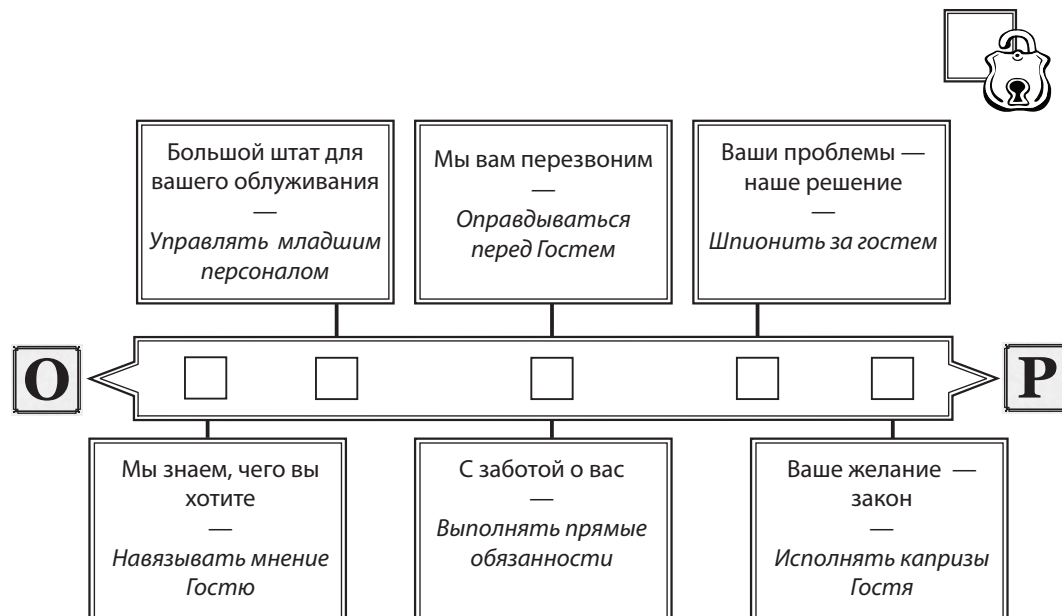 Большой штат для
вашего облуживания
—
Управлять младшим
персоналом
Мы вам перезвоним
—
Оправдываться
перед Гостем
Ваши проблемы —
наше решение
—
Шпионить за гостем
О
Р
Мы знаем, чего вы
хотите
—
Навязывать мнение
Гостю
С заботой о вас
—
Выполнять прямые
обязанности
Ваше желание —
закон
—
Исполнять капризы
Гостя